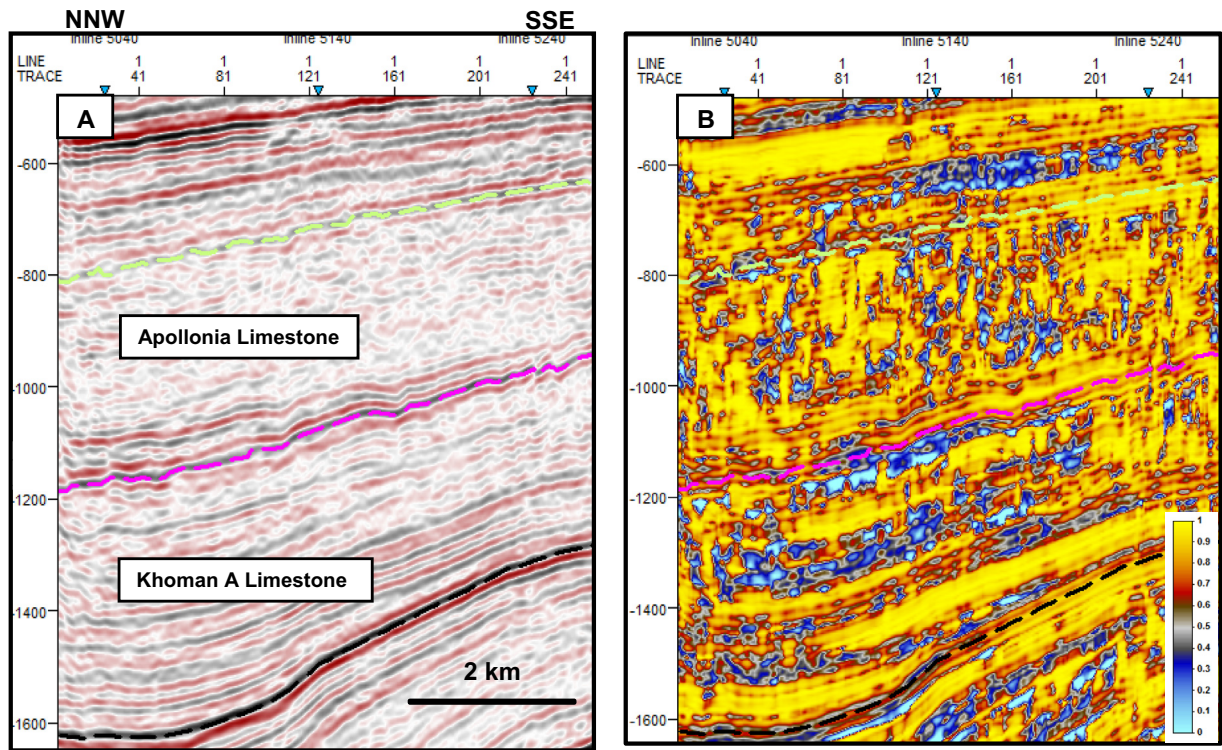 NNW SSE
Inline 5040 Inline 5140 Inline 5240
LINE 1 1 1 1 1 1
TRACE 41 81 121 161 201 241
A
-600
-800
Apollonia Limestone
-1000
-1200
Khoman A Limestone
-1400
2 km
-1600
Inline 5040 Inline 5140 Inline 5240
LINE 1 1 1 1 1 1
TRACE 41 81 121 161 201 241
B
-600
-800
-1000
-1200
-1400
-1600
1
0.9
0.8
0.7
0.6
0.5
0.4
0.3
0.2
0.1
0